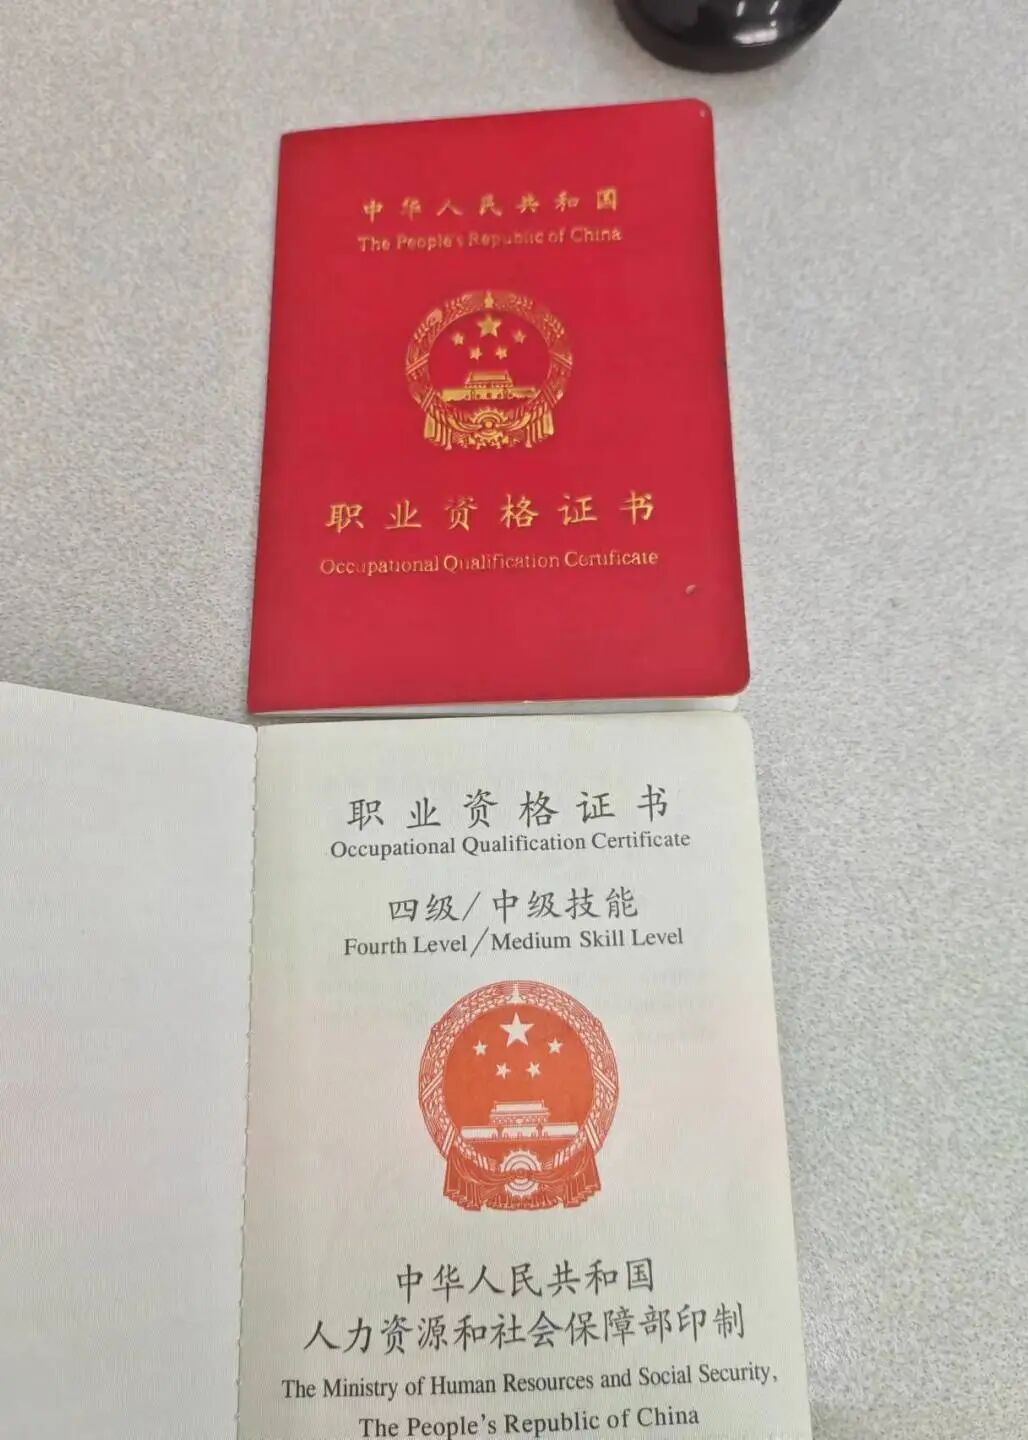 中华人民共和国
The People's Republic of China
职业资格证书
Occupational Qualification Certificate
职业资格证书
Occupational Qualification Certificate
四级/中级技能
Fourth Level/Medium Skill Level
中华人民共和国
人力资源和社会保障部印制
The Ministry of Human Resources and Social Security,
The People's Republic of China